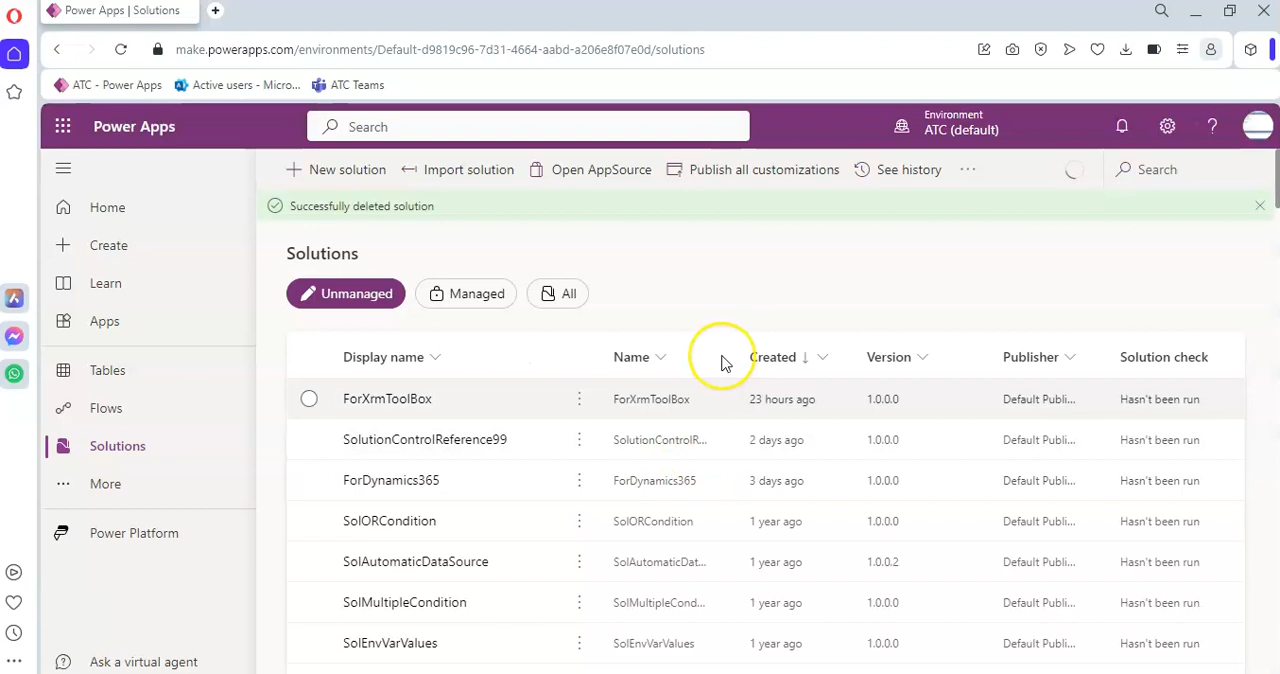 Power Apps | Solutions
make.powerapps.com/environments/Default-d9819c96-7d31-4664-aabd-a206e8f07e0d/solutions
ATC - Power Apps
Active users - Micro...
ATC Teams
Power Apps
Search
Environment
ATC (default)
New solution
Import solution
Open AppSource
Publish all customizations
See history
Search
Successfully deleted solution
Home
Create
Learn
Apps
Tables
Flows
Solutions
More
Power Platform
Ask a virtual agent
Solutions
Unmanaged
Managed
All
Display name Name Created Version Publisher Solution check
ForXrmToolBox ForXrmToolBox 23 hours ago 1.0.0.0 Default Publi... Hasn't been run
SolutionControlReference99 SolutionControlR... 2 days ago 1.0.0.0 Default Publi... Hasn't been run
ForDynamics365 ForDynamics365 3 days ago 1.0.0.0 Default Publi... Hasn't been run
SolORCondition SolORCondition 1 year ago 1.0.0.0 Default Publi... Hasn't been run
SolAutomaticDataSource SolAutomaticDat... 1 year ago 1.0.0.2 Default Publi... Hasn't been run
SolMultipleCondition SolMultipleCond... 1 year ago 1.0.0.0 Default Publi... Hasn't been run
SolEnvVarValues SolEnvVarValues 1 year ago 1.0.0.0 Default Publi... Hasn't been run